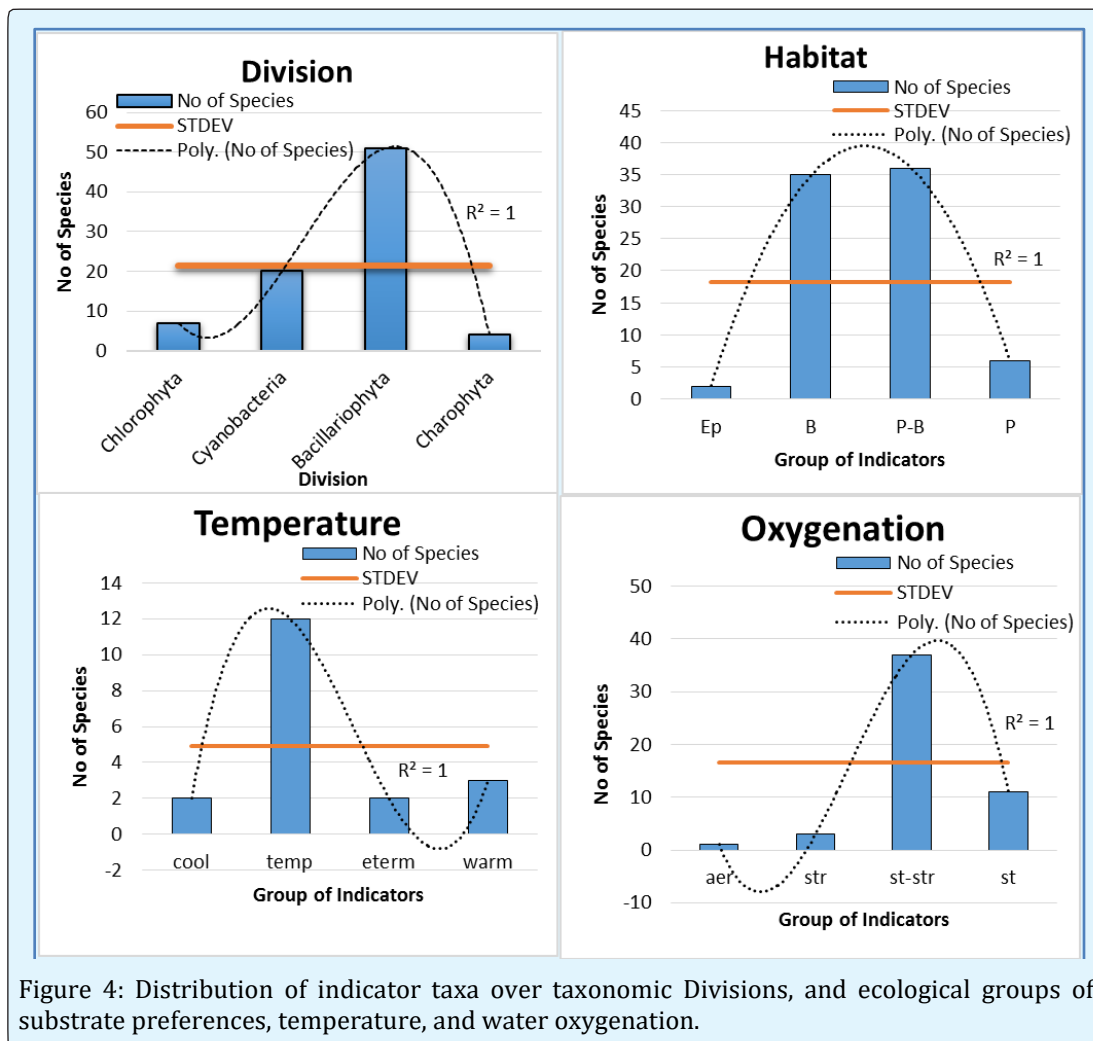 Division
No of Species
STDEV
Poly. (No of Species)
60
50
40
30
20
10
0
No of Species
R² = 1
Chlorophyta
Cyanobacteria
Bacillariophyta
Charophyta
Division
Habitat
No of Species
STDEV
Poly. (No of Species)
45
40
35
30
25
20
15
10
5
0
No of Species
R² = 1
Ep B P-B P
Group of Indicators
Temperature
No of Species
STDEV
Poly. (No of Species)
14
12
10
8
6
4
2
0
-2
No of Species
R² = 1
cool temp eterm warm
Group of Indicators
Oxygenation
No of Species
STDEV
Poly. (No of Species)
50
40
30
20
10
0
-10
No of Species
R² = 1
aer str st-str st
Group of Indicators
Figure 4: Distribution of indicator taxa over taxonomic Divisions, and ecological groups of
substrate preferences, temperature, and water oxygenation.